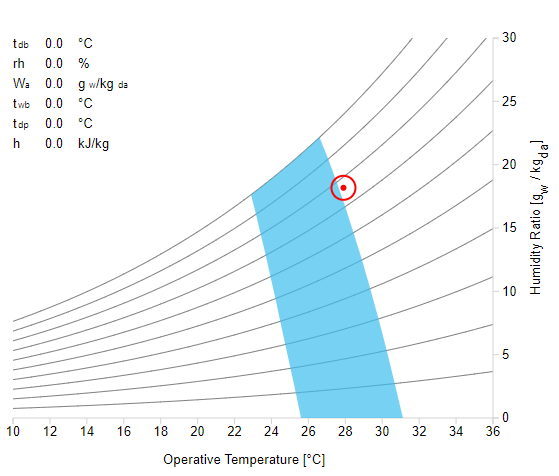 tdb 0.0 °C
rh 0.0 %
Wa 0.0 g w/kg da
twb 0.0 °C
tdp 0.0 °C
h 0.0 kJ/kg
30
25
20
15
10
5
0
Humidity Ratio [gw / kgda]
10 12 14 16 18 20 22 24 26 28 30 32 34 36
Operative Temperature [°C]